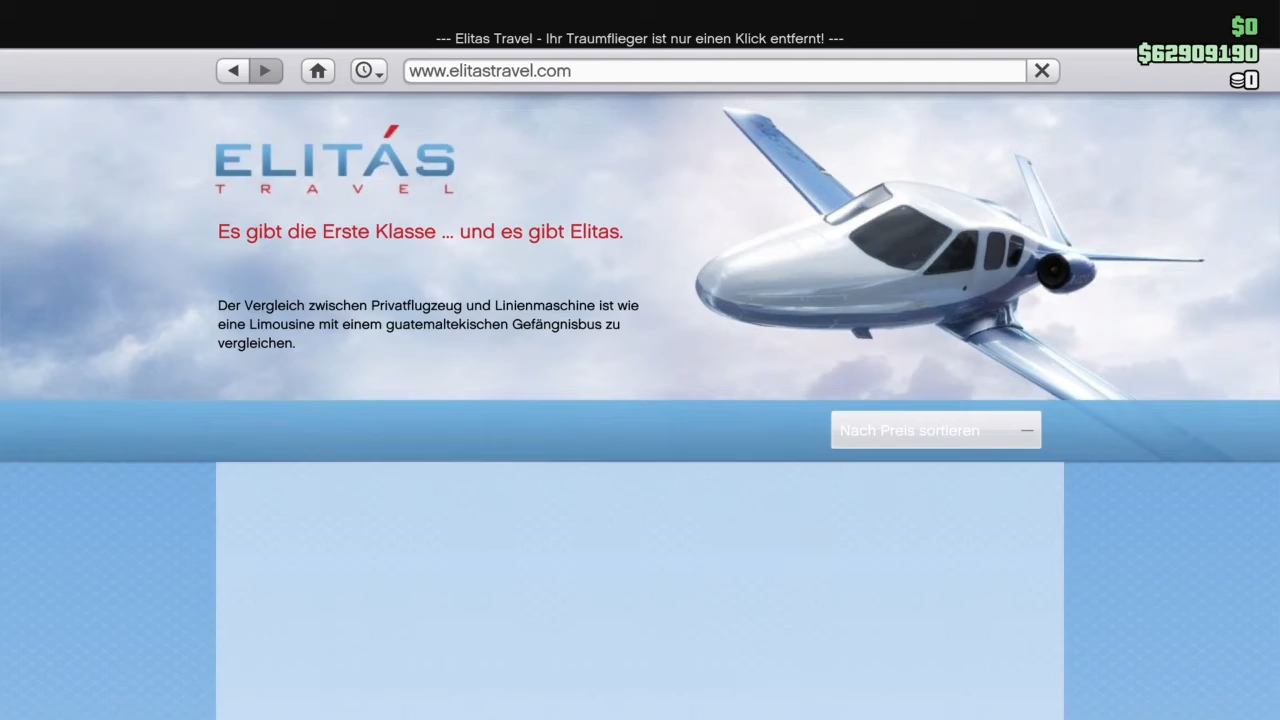 --- Elitas Travel - Ihr Traumflieger ist nur einen Klick entfernt! ---
$0
$62909190
0
www.elitastravel.com
ELITÁS
TRAVEL
Es gibt die Erste Klasse ... und es gibt Elitas.
Der Vergleich zwischen Privatflugzeug und Linienmaschine ist wie
eine Limousine mit einem guatemaltekischen Gefängnisbus zu
vergleichen.
Nach Preis sortieren